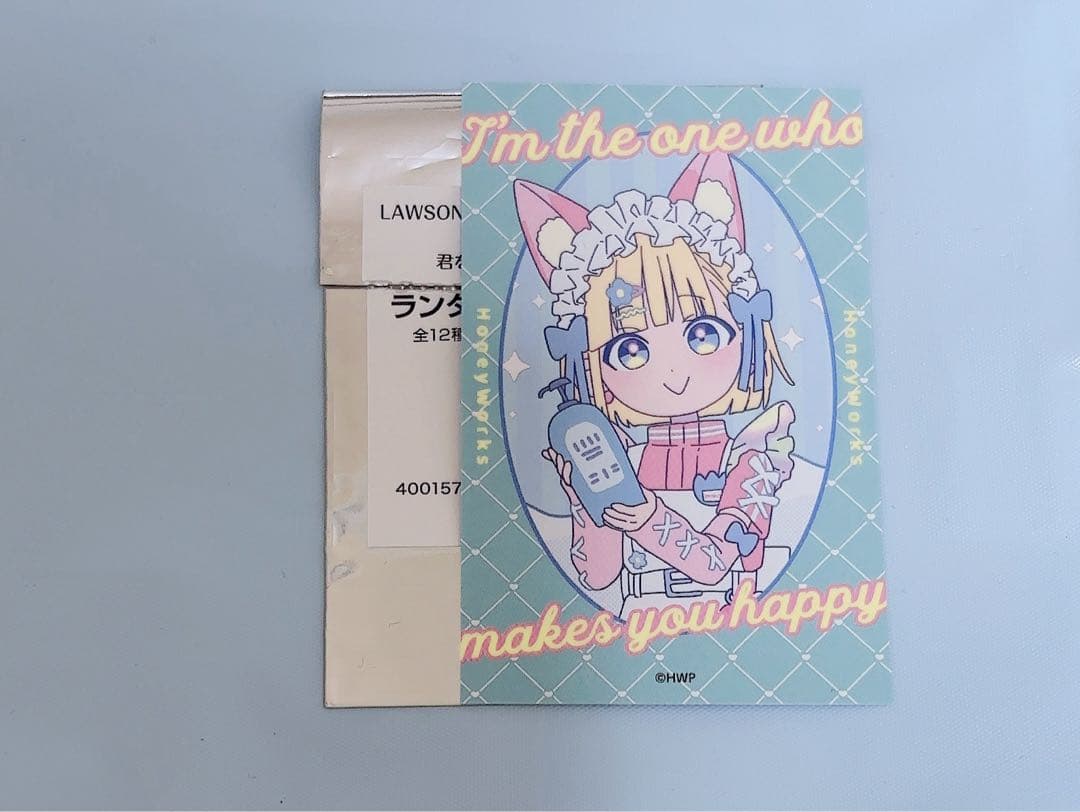 I'm the one who
LAWSON
君な
ランダ
全12種
400157
HoneyWorks
HoneyWorks
makes you happy
©HWP